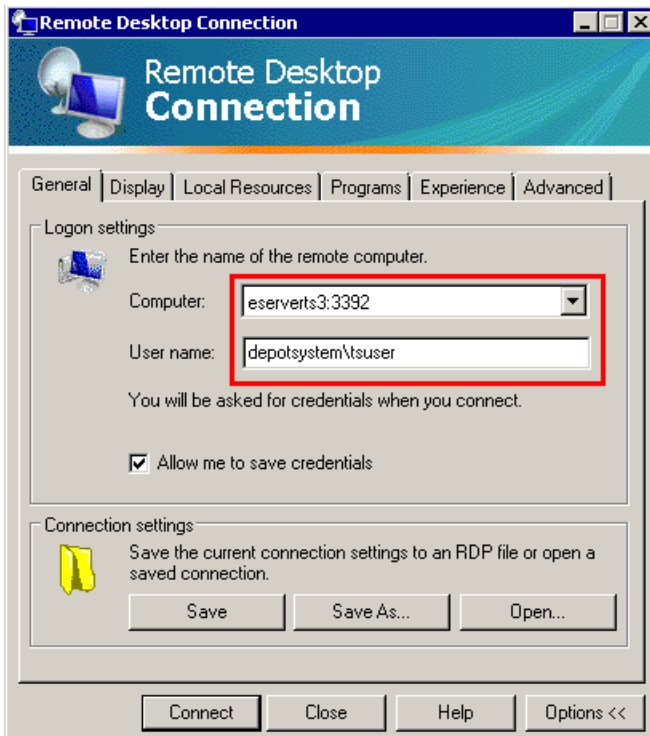 Remote Desktop Connection
Remote Desktop
Connection
General Display Local Resources Programs Experience Advanced
Logon settings
Enter the name of the remote computer.
Computer: eserverts3:3392
User name: depotsystem\tsuser
You will be asked for credentials when you connect.
Allow me to save credentials
Connection settings
Save the current connection settings to an RDP file or open a
saved connection.
Save Save As... Open...
Connect Close Help Options <<